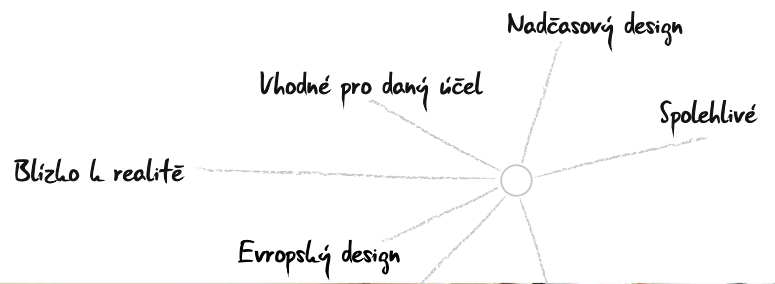 Nadčasový design
Vhodné pro daný účel
Spolehlivé
Blízko k realitě
Evropský design